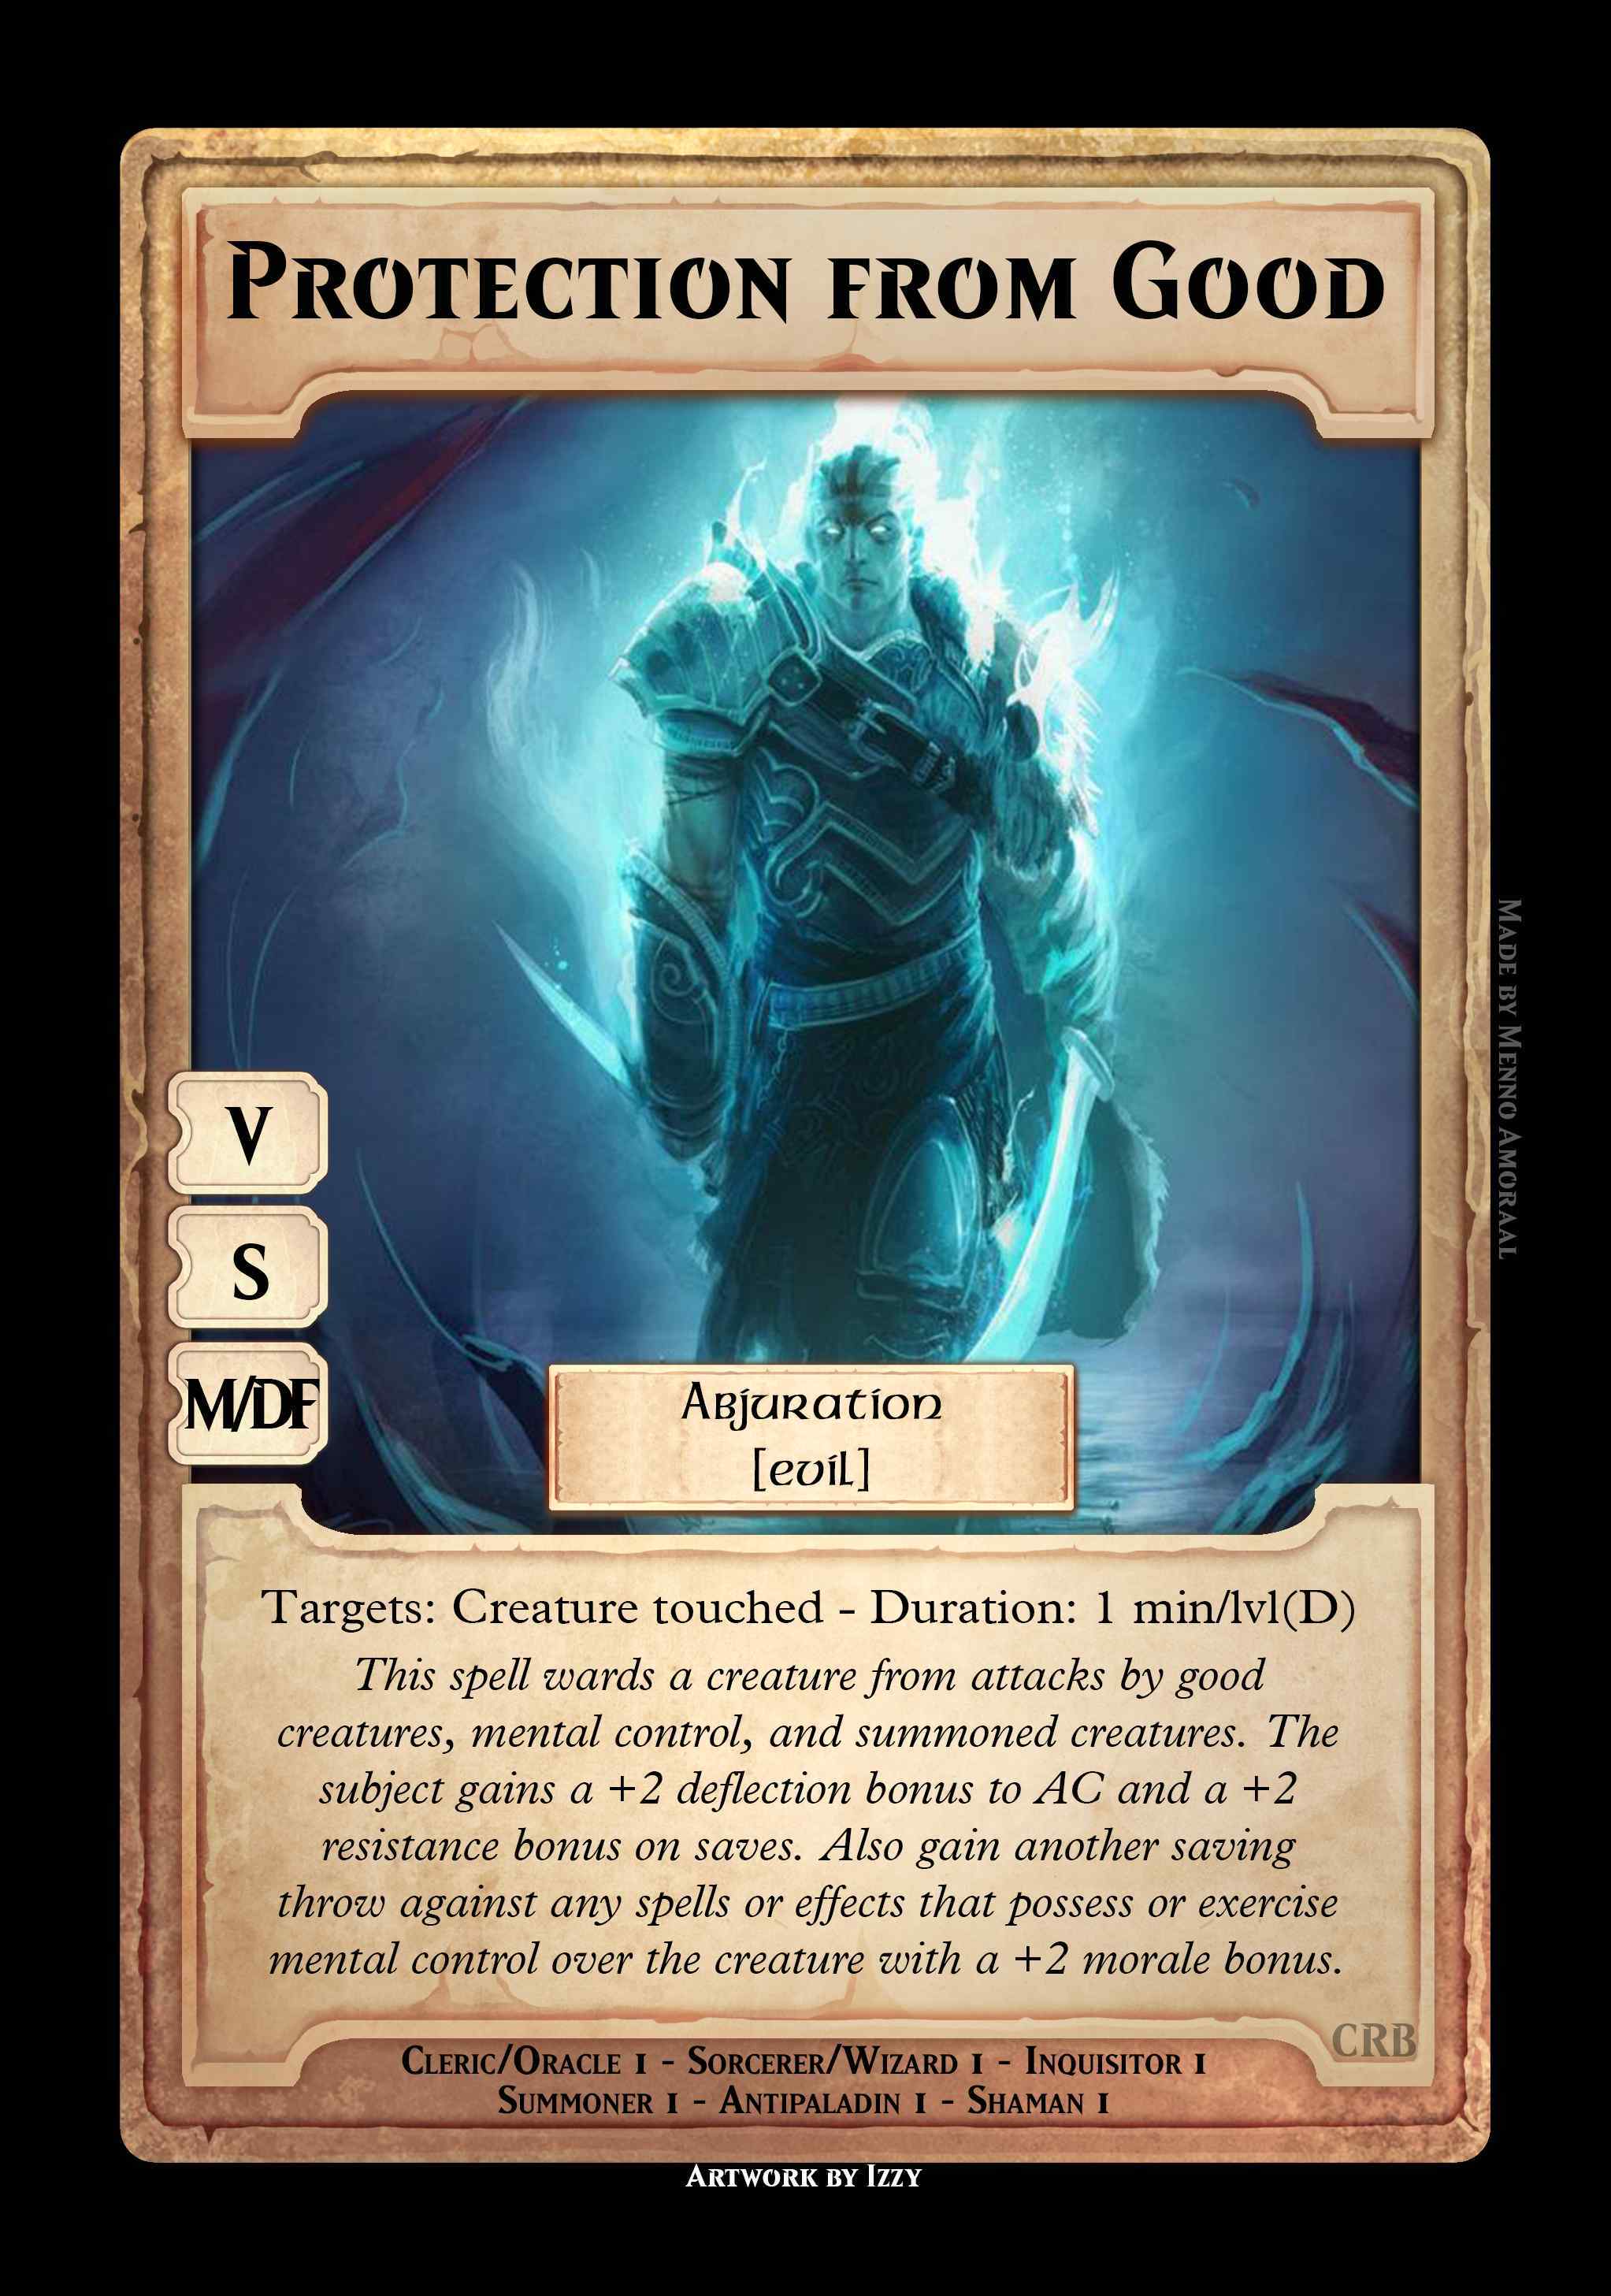 Protection from Good
V
S
M/DF
Abjuration
[evil]
Targets: Creature touched - Duration: 1 min/lvl(D)
This spell wards a creature from attacks by good
creatures, mental control, and summoned creatures. The
subject gains a +2 deflection bonus to AC and a +2
resistance bonus on saves. Also gain another saving
throw against any spells or effects that possess or exercise
mental control over the creature with a +2 morale bonus.
CRB
Cleric/Oracle 1 - Sorcerer/Wizard 1 - Inquisitor 1
Summoner 1 - Antipaladin 1 - Shaman 1
Artwork by Izzy
Made by Menno Amoraal